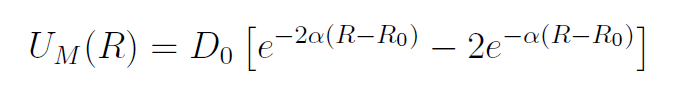 U_M(R) = D_0 [e^{-2α(R-R_0)} − 2e^{-α(R-R_0)}]